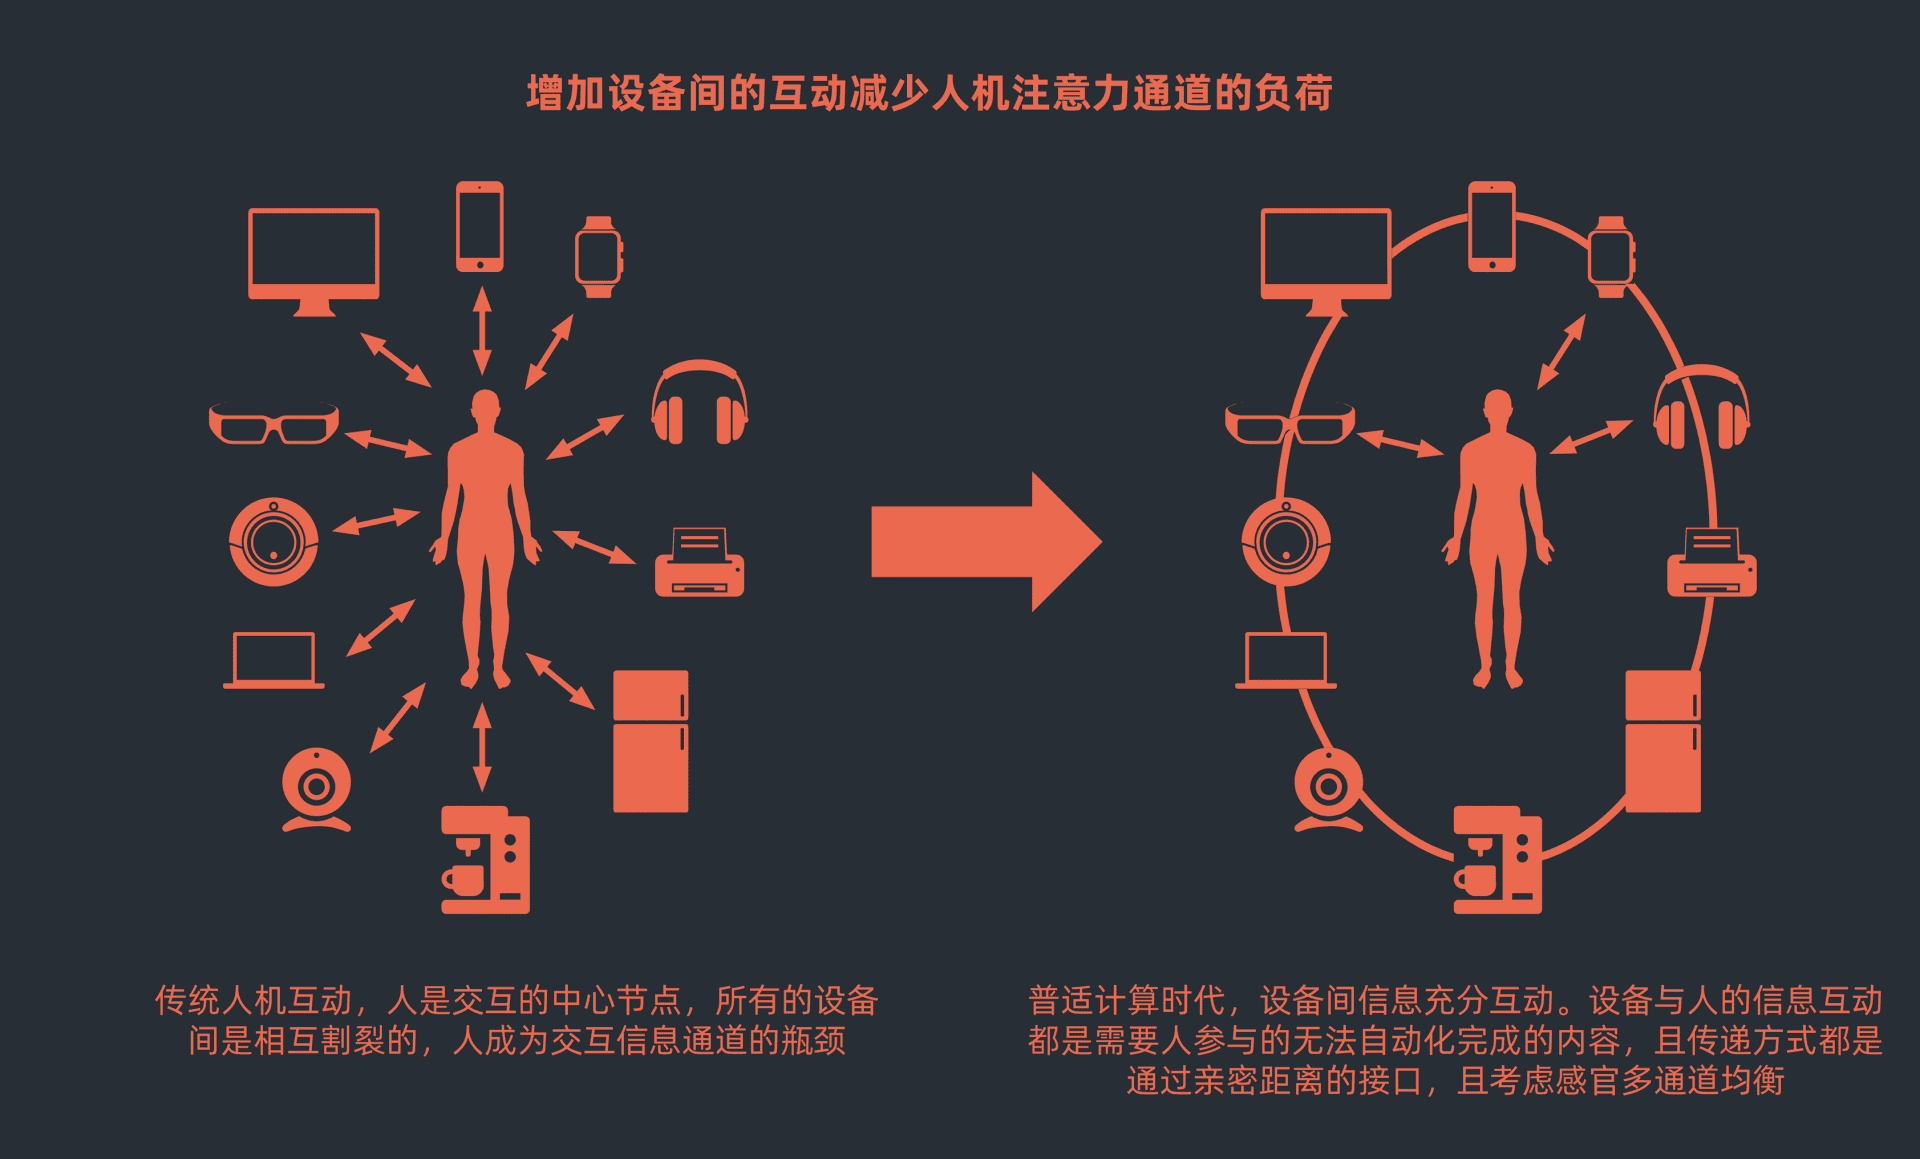 增加设备间的互动减少人机注意力通道的负荷
传统人机互动，人是交互的中心节点，所有的设备
间是相互割裂的，人成为交互信息通道的瓶颈
普适计算时代，设备间信息充分互动。设备与人的信息互动
都是需要人参与的无法自动化完成的内容，且传递方式都是
通过亲密距离的接口，且考虑感官多通道均衡